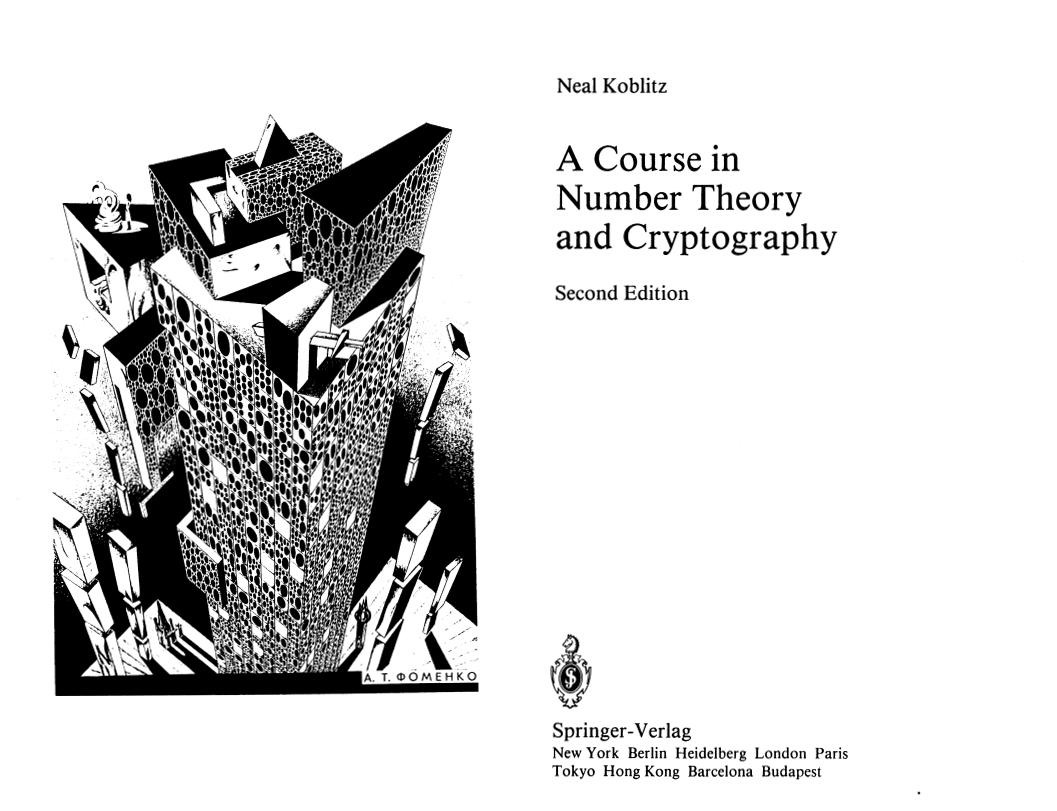 А. Т. ФОМЕНКО
Neal Koblitz
A Course in
Number Theory
and Cryptography
Second Edition
Springer-Verlag
New York Berlin Heidelberg London Paris
Tokyo Hong Kong Barcelona Budapest